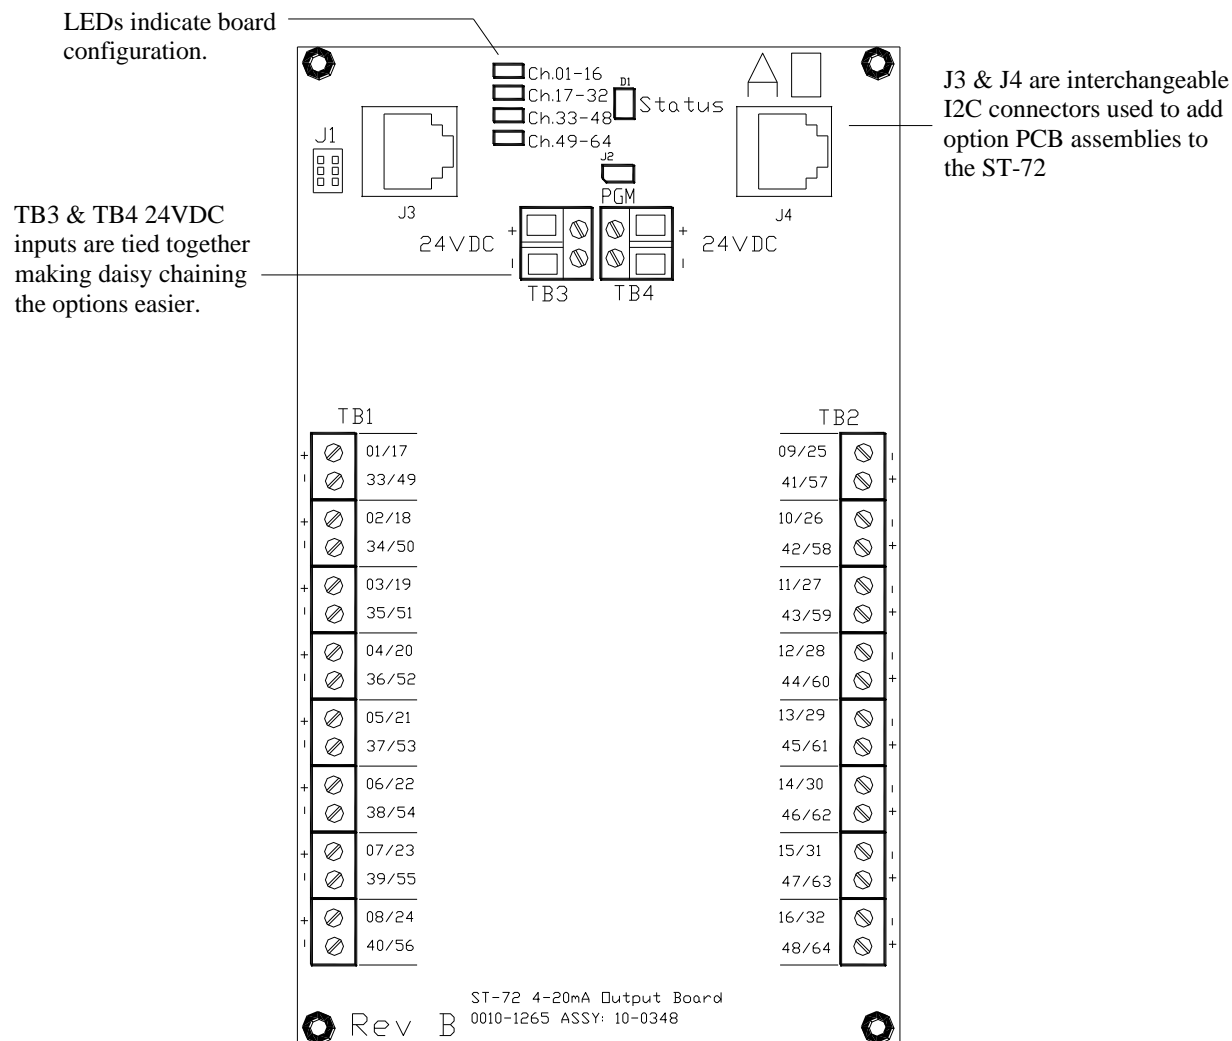 LEDs indicate board
configuration.
Ch.01-16
Ch.17-32
Ch.33-48
Ch.49-64
D1
Status
A
J1
J3
J2
PGM
J4
J3 & J4 are interchangeable
I2C connectors used to add
option PCB assemblies to
the ST-72
TB3 & TB4 24VDC
inputs are tied together
making daisy chaining
the options easier.
24VDC
+
-
TB3
TB4
+
-
24VDC
TB1
+ 01/17
- 33/49
+ 02/18
- 34/50
+ 03/19
- 35/51
+ 04/20
- 36/52
+ 05/21
- 37/53
+ 06/22
- 38/54
+ 07/23
- 39/55
+ 08/24
- 40/56
TB2
09/25 -
41/57 +
10/26 -
42/58 +
11/27 -
43/59 +
12/28 -
44/60 +
13/29 -
45/61 +
14/30 -
46/62 +
15/31 -
47/63 +
16/32 -
48/64 +
ST-72 4-20mA Output Board
Rev B 0010-1265 ASSY: 10-0348